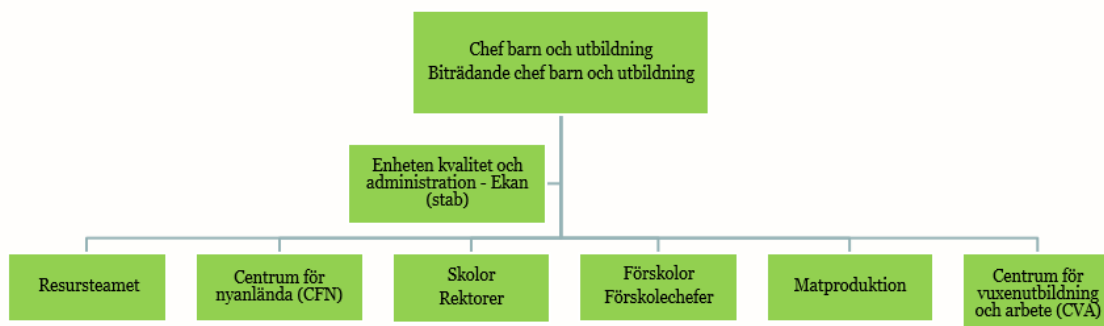 Chef barn och utbildning
Biträdande chef barn och utbildning
Enheten kvalitet och
administration - Ekan
(stab)
Resursteamet
Centrum för
nyanlända (CFN)
Skolor
Rektorer
Förskolor
Förskolechefer
Matproduktion
Centrum för
vuxenutbildning
och arbete (CVA)